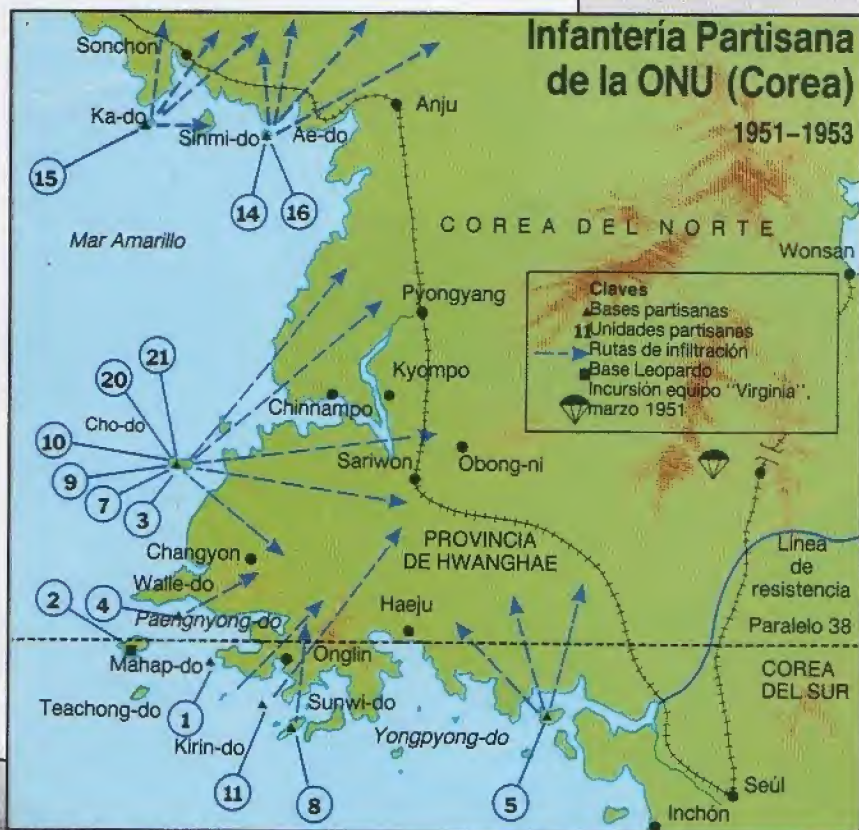 Infantería Partisana
de la ONU (Corea)
1951–1953
Sonchon
Ka-do
Sinmi-do
Ae-do
Anju
15
14
16
Mar Amarillo
COREA DEL NORTE
Wonsan
Claves
Bases partisanas
11 Unidades partisanas
Rutas de infiltración
Base Leopardo
Incursión equipo "Virginia",
marzo 1951
Pyongyang
Kyompo
Chinnampo
21
20
Cho-do
10
9
7
3
Sariwon
Obong-ni
Changyon
PROVINCIA
DE HWANGHAE
Línea
de
resistencia
Walle-do
2
4
Paengnyong-do
Haeju
Paralelo 38
Mahap-do
Onglin
COREA
DEL SUR
Teachong-do
1
Sunwi-do
Kirin-do
Yongpyong-do
11
8
5
Seúl
Inchón